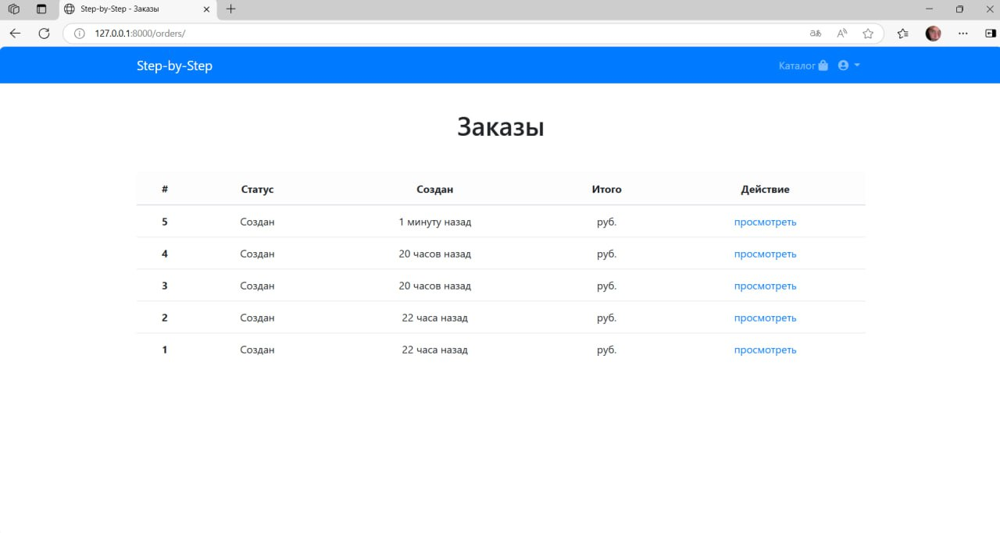 Step-by-Step - Заказы
127.0.0.1:8000/orders/
Step-by-Step
Каталог
Заказы
# Статус Создан Итого Действие
5 Создан 1 минуту назад руб. просмотреть
4 Создан 20 часов назад руб. просмотреть
3 Создан 20 часов назад руб. просмотреть
2 Создан 22 часа назад руб. просмотреть
1 Создан 22 часа назад руб. просмотреть